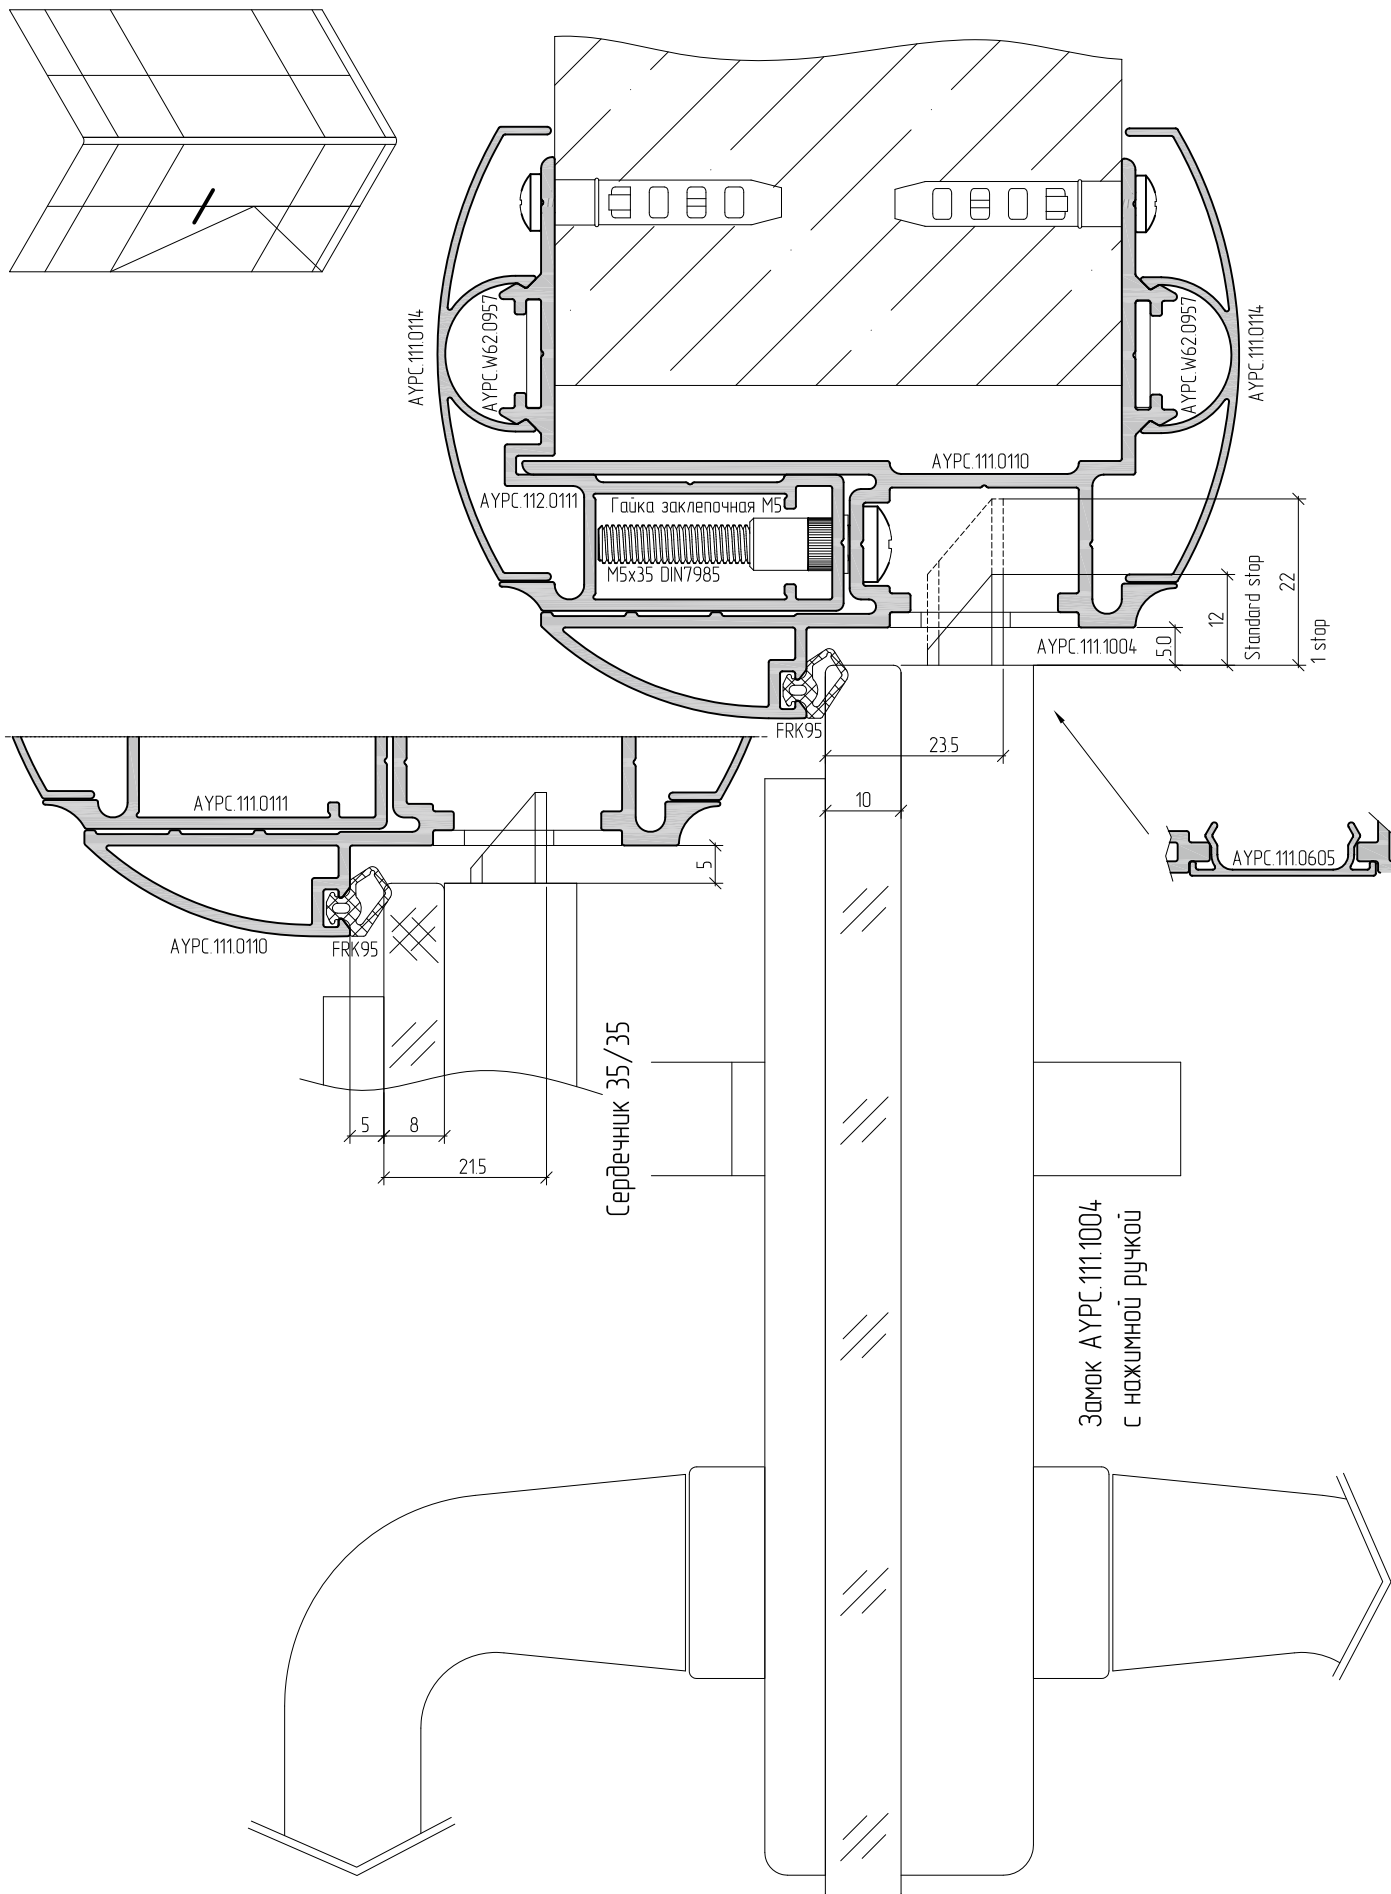 AYPC.111.0114
AYPC.W62.0957
AYPC.W62.0957
AYPC.111.0114
AYPC.111.0110
AYPC.112.0111
Гайка заклепочная М5
M5x35 DIN7985
22
12
Standard stop
1 stop
5.0
AYPC.111.1004
FRK95
23.5
10
AYPC.111.0111
5
AYPC.111.0605
AYPC.111.0110
FRK95
5
8
21.5
Сердечник 35/35
Замок AYPC.111.1004
с нажимной ручкой